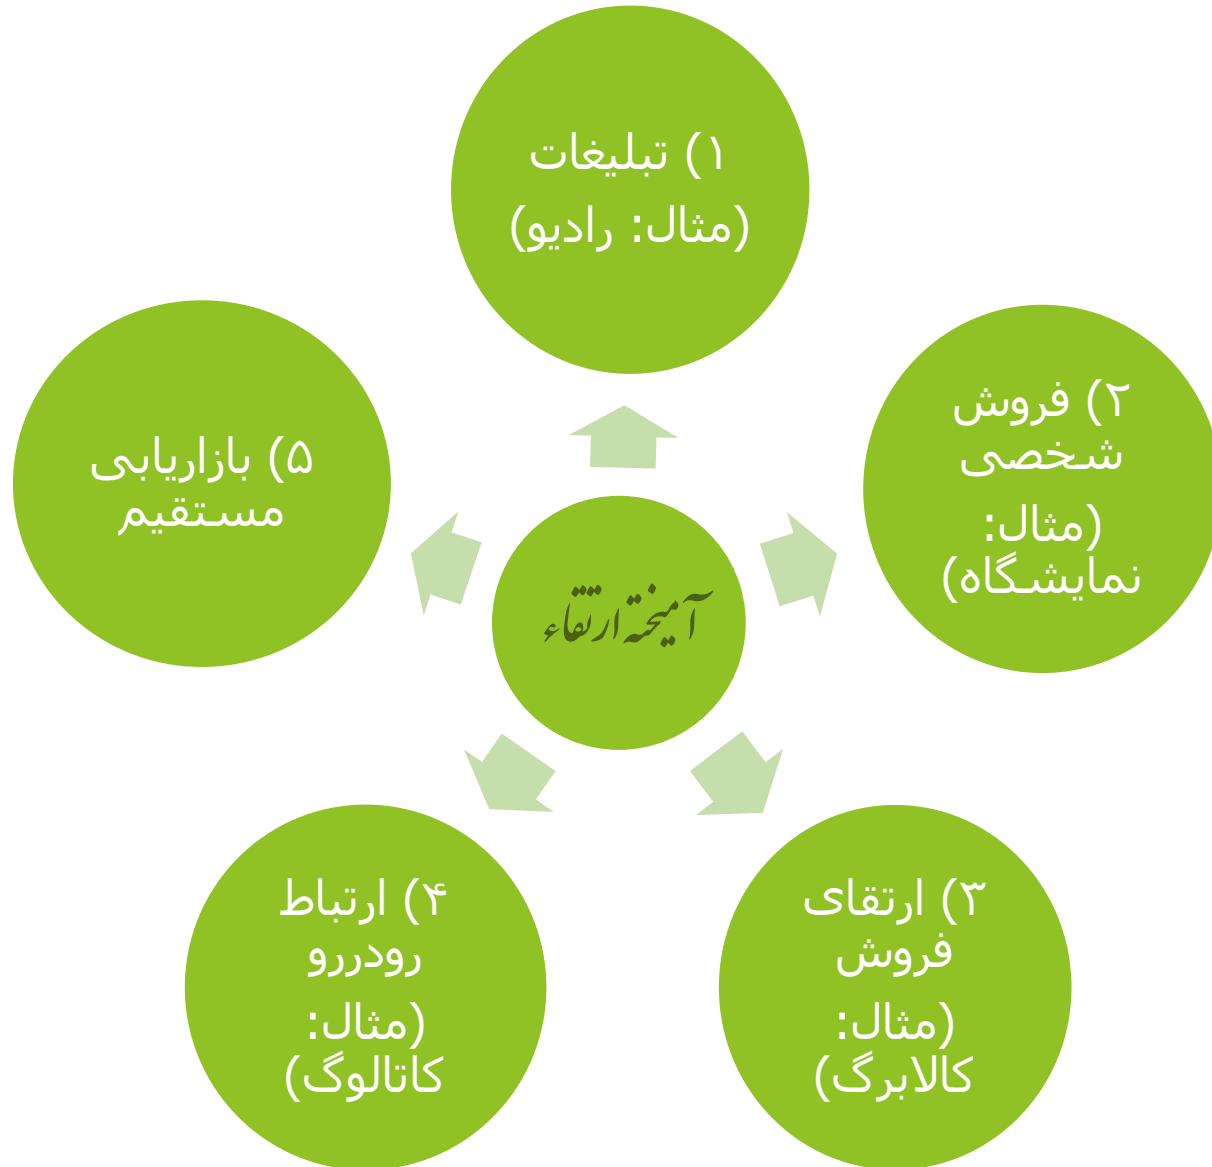 ۱) تبلیغات
(مثال: رادیو)
۲) فروش
شخصی
(مثال:
نمایشگاه)
۳) ارتقای
فروش
(مثال:
کالابرگ)
۴) ارتباط
رودررو
(مثال:
کاتالوگ)
۵) بازاریابی
مستقیم
آمیخته ارتقاء